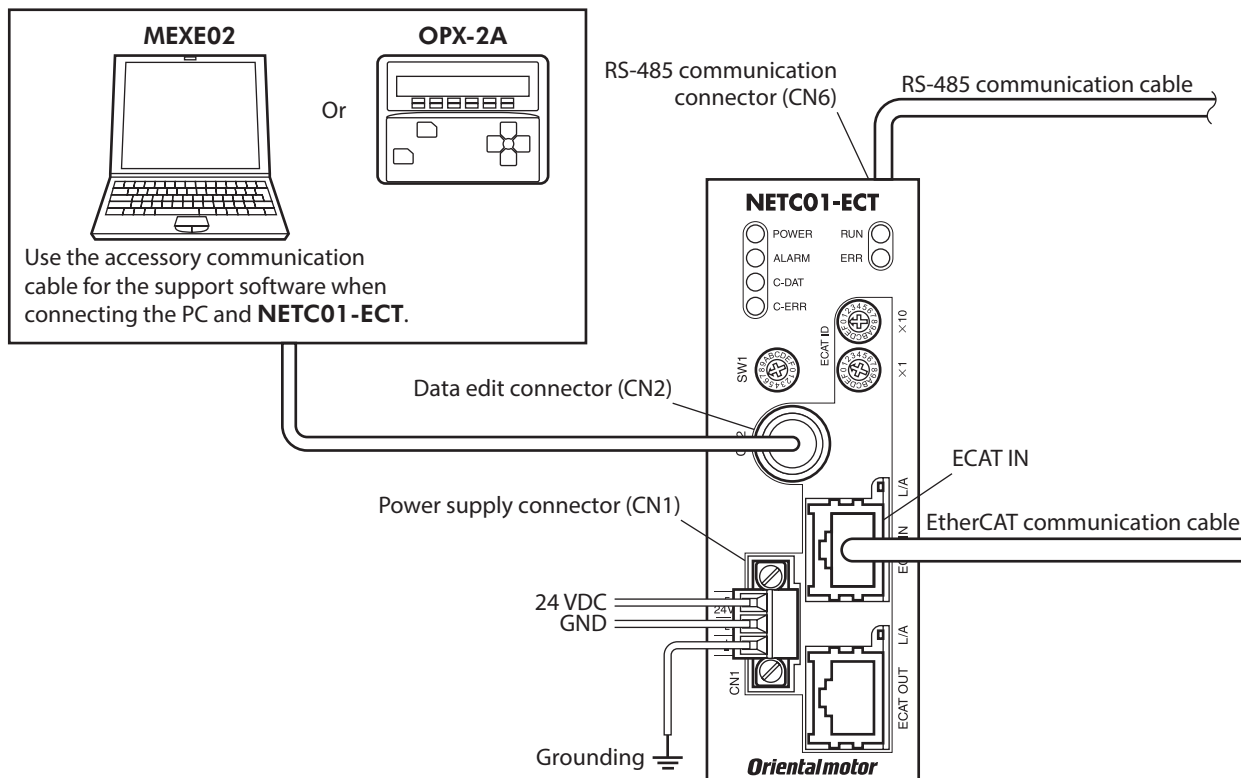 MEXE02
OPX-2A
Or
Use the accessory communication
cable for the support software when
connecting the PC and NETC01-ECT.
RS-485 communication
connector (CN6)
RS-485 communication cable
NETC01-ECT
POWER
RUN
ALARM
ERR
C-DAT
C-ERR
ECAT ID
×10
×1
SW1
Data edit connector (CN2)
ECAT IN
L/A
Power supply connector (CN1)
EtherCAT communication cable
24 VDC
GND
24V
CN1
L/A
ECAT OUT
Grounding
Orientalmotor